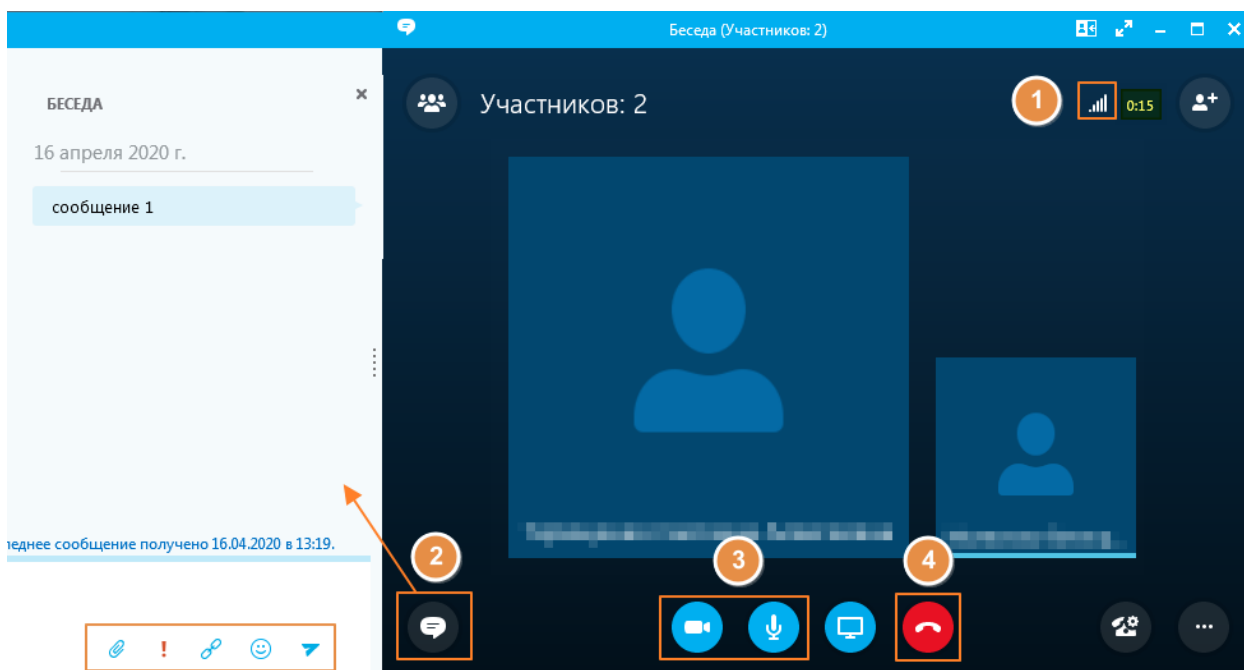 Беседа (Участников: 2)
БЕСЕДА
Участников: 2
1
0:15
16 апреля 2020 г.
сообщение 1
сообщение получено 16.04.2020 в 13:19.
2
3
4